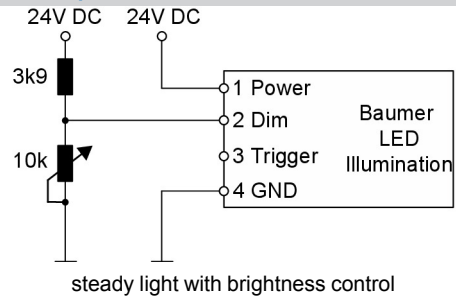 24V DC 24V DC
3k9
10k
1 Power
2 Dim
3 Trigger
4 GND
Baumer
LED
Illumination
steady light with brightness control